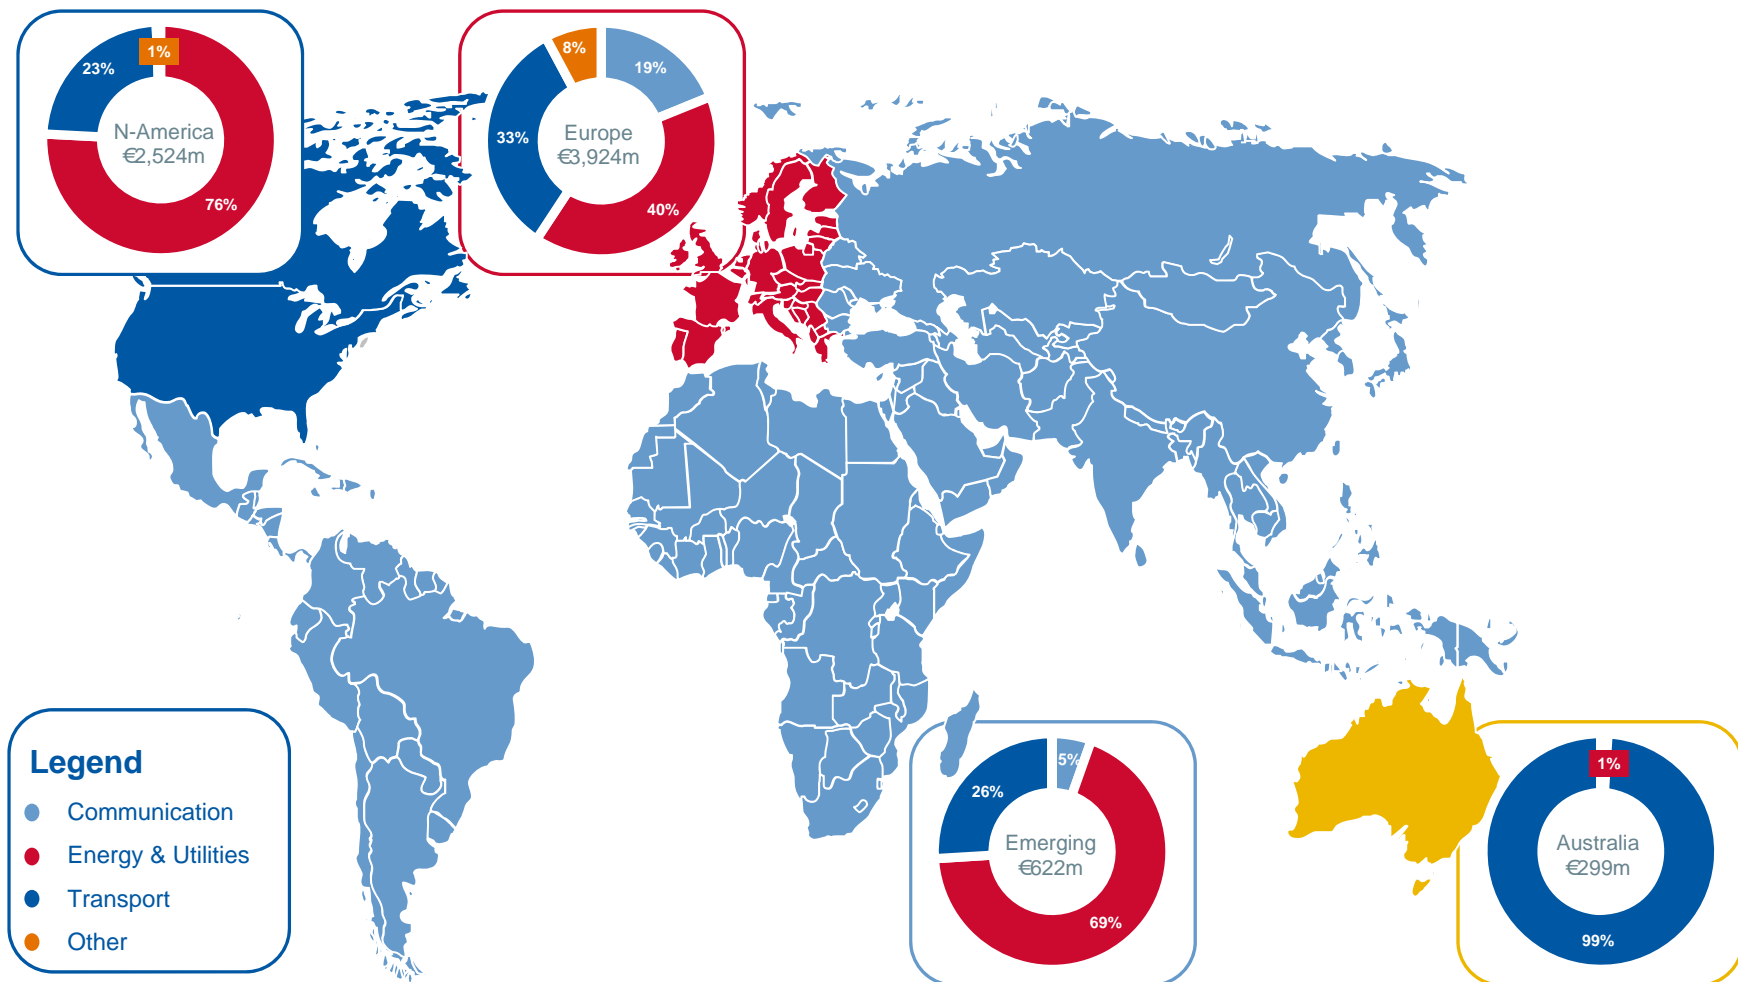 1%
23%
N-America
€2,524m
76%
8%
19%
33%
Europe
€3,924m
40%
Legend
Communication
Energy & Utilities
Transport
Other
5%
26%
Emerging
€622m
69%
1%
Australia
€299m
99%